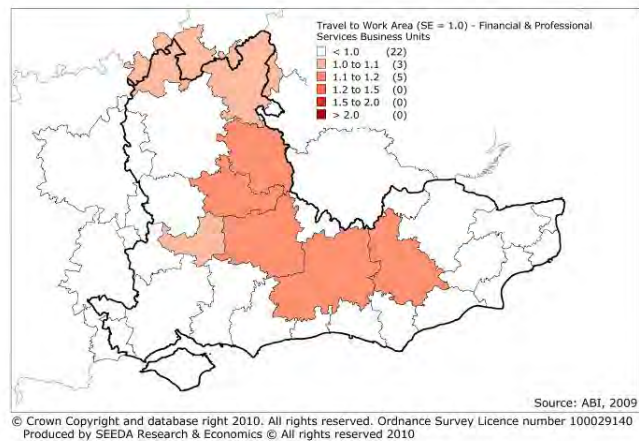 Travel to Work Area (SE = 1.0) - Financial & Professional
Services Business Units
< 1.0 (22)
1.0 to 1.1 (3)
1.1 to 1.2 (5)
1.2 to 1.5 (0)
1.5 to 2.0 (0)
> 2.0 (0)
Source: ABI, 2009
© Crown Copyright and database right 2010. All rights reserved. Ordnance Survey Licence number 100029140
Produced by SEEDA Research & Economics © All rights reserved 2010